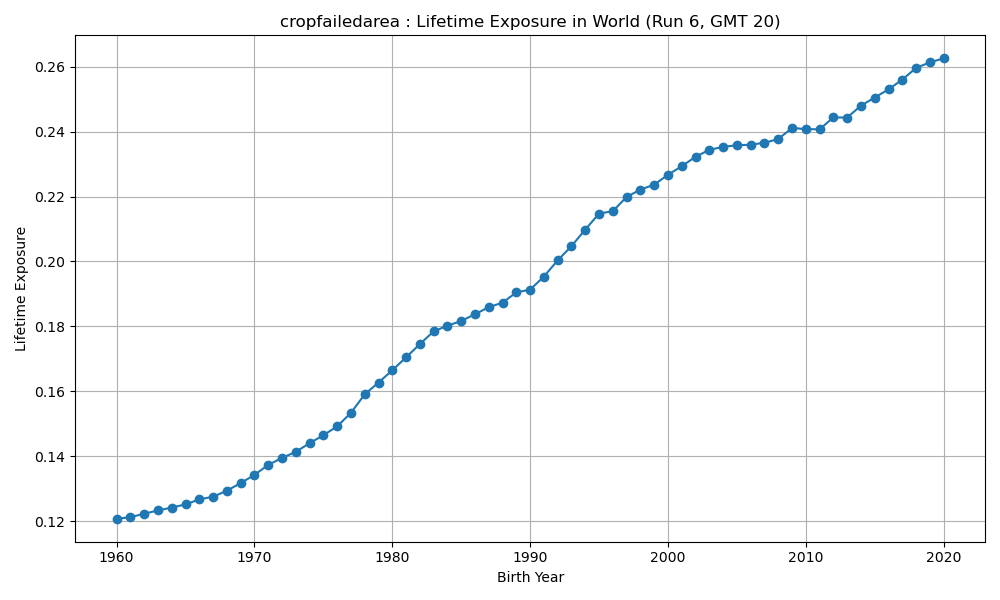 cropfailedarea : Lifetime Exposure in World (Run 6, GMT 20)
Lifetime Exposure
0.26
0.24
0.22
0.20
0.18
0.16
0.14
0.12
1960 1970 1980 1990 2000 2010 2020
Birth Year